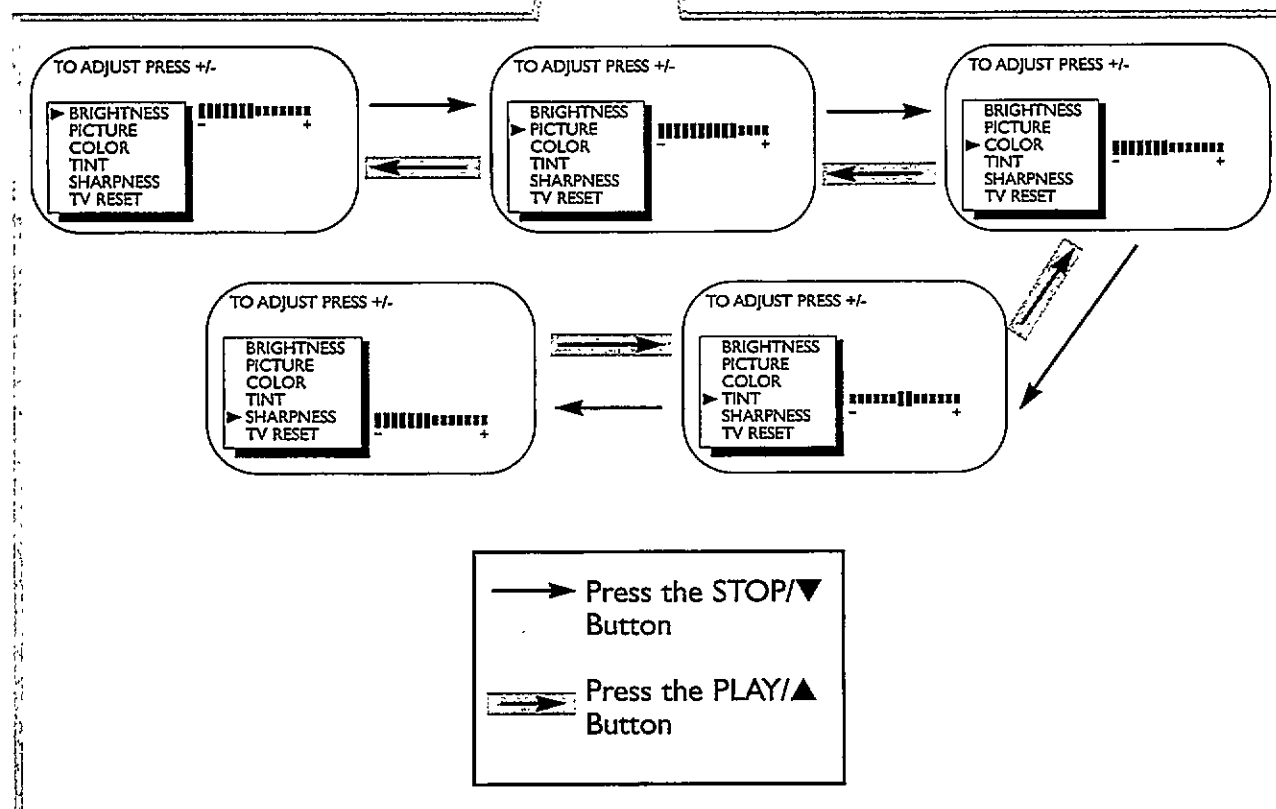 TO ADJUST PRESS +/-
▶ BRIGHTNESS
PICTURE
COLOR
TINT
SHARPNESS
TV RESET
- +
TO ADJUST PRESS +/-
BRIGHTNESS
▶ PICTURE
COLOR
TINT
SHARPNESS
TV RESET
- +
TO ADJUST PRESS +/-
BRIGHTNESS
PICTURE
▶ COLOR
TINT
SHARPNESS
TV RESET
- +
TO ADJUST PRESS +/-
BRIGHTNESS
PICTURE
COLOR
TINT
▶ SHARPNESS
TV RESET
- +
TO ADJUST PRESS +/-
BRIGHTNESS
PICTURE
COLOR
▶ TINT
SHARPNESS
TV RESET
- +
Press the STOP/▼
Button
Press the PLAY/▲
Button